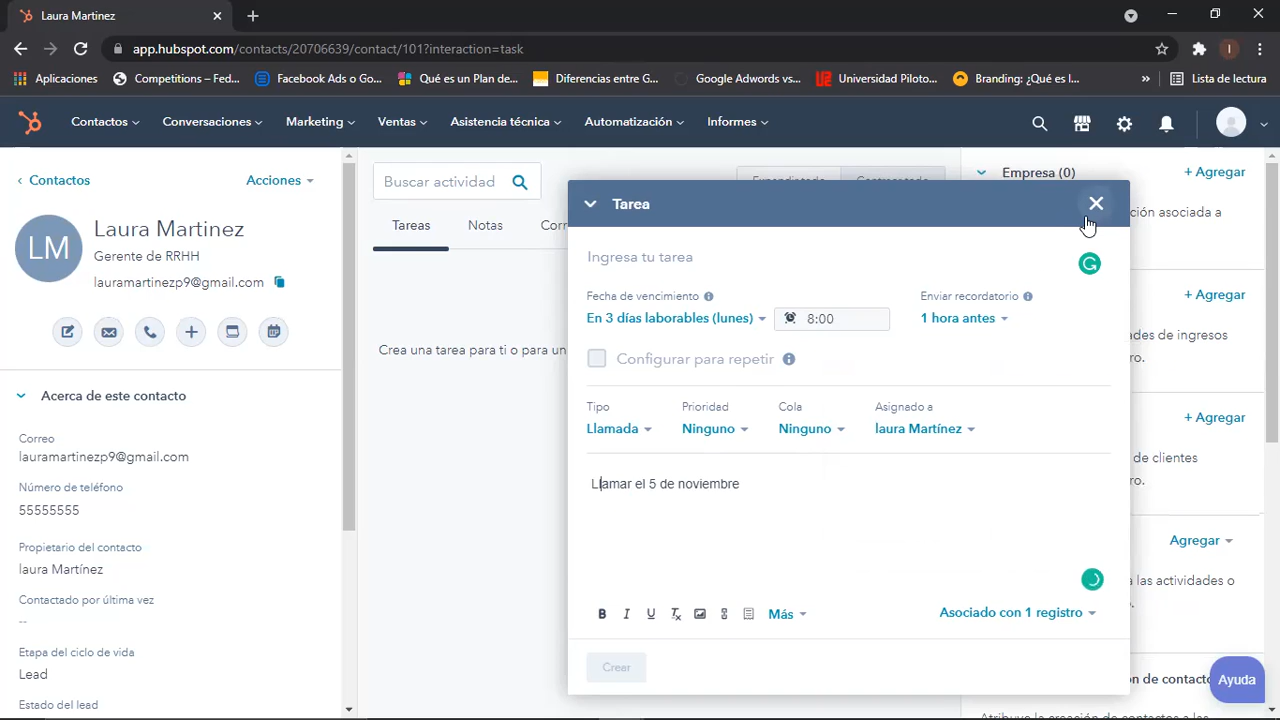 Laura Martinez
app.hubspot.com/contacts/20706639/contact/101?interaction=task
Aplicaciones
Competitions – Fed...
Facebook Ads o Go...
Qué es un Plan de...
Diferencias entre G...
Google Adwords vs...
Universidad Piloto...
Branding: ¿Qué es l...
»
Lista de lectura
Contactos
Conversaciones
Marketing
Ventas
Asistencia técnica
Automatización
Informes
Contactos
Acciones
LM
Laura Martinez
Gerente de RRHH
lauramartinezp9@gmail.com
Acerca de este contacto
Correo
lauramartinezp9@gmail.com
Número de teléfono
55555555
Propietario del contacto
laura Martínez
Contactado por última vez
--
Etapa del ciclo de vida
Lead
Estado del lead
Buscar actividad
Tareas
Notas
Corr
Crea una tarea para ti o para un
Tarea
Ingresa tu tarea
Fecha de vencimiento
Enviar recordatorio
En 3 días laborables (lunes)
8:00
1 hora antes
Configurar para repetir
Tipo
Prioridad
Cola
Asignado a
Llamada
Ninguno
Ninguno
laura Martínez
Llamar el 5 de noviembre
B I U
Más
Asociado con 1 registro
Crear
Empresa (0)
+ Agregar
ción asociada a
+ Agregar
des de ingresos
ro.
+ Agregar
de clientes
ro.
Agregar
a las actividades o
ro.
ón de contacto
Ayuda